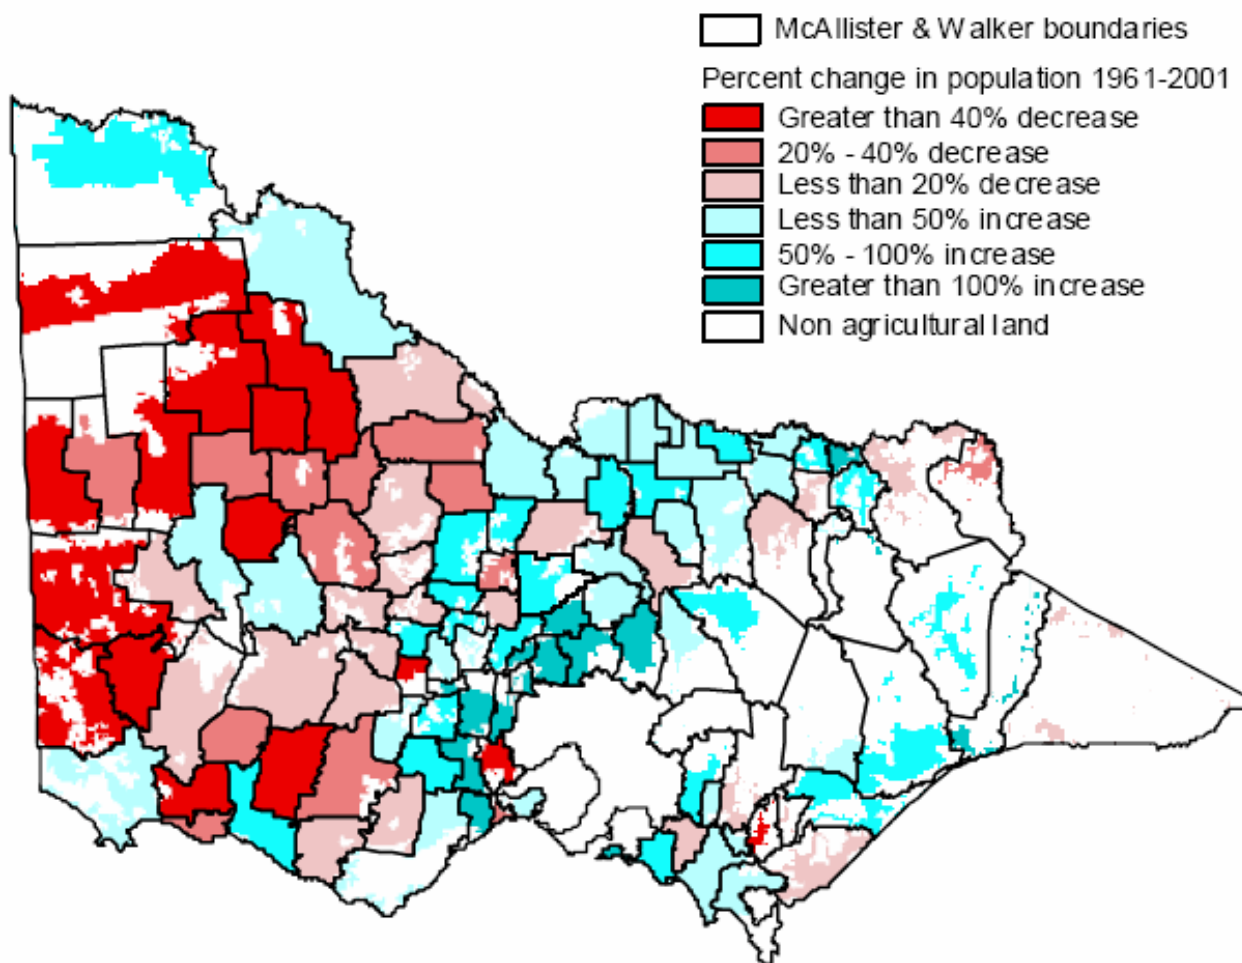 McAllister & Walker boundaries
Percent change in population 1961-2001
Greater than 40% decrease
20% - 40% decrease
Less than 20% decrease
Less than 50% increase
50% - 100% increase
Greater than 100% increase
Non agricultural land